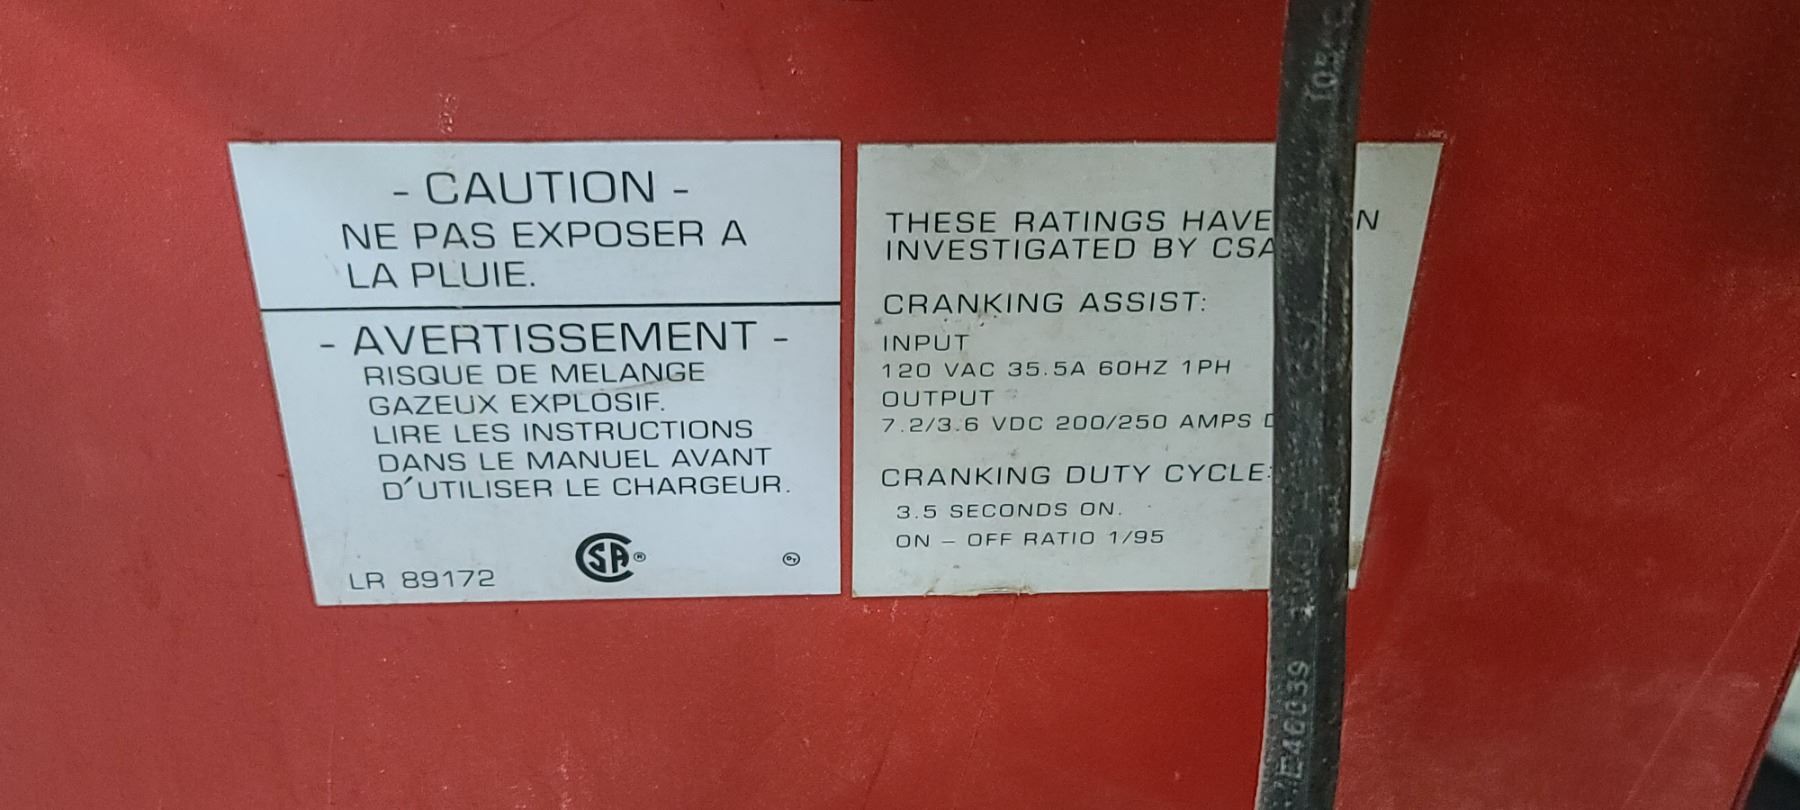 - CAUTION -
NE PAS EXPOSER A
LA PLUIE.
- AVERTISSEMENT -
RISQUE DE MELANGE
GAZEUX EXPLOSIF.
LIRE LES INSTRUCTIONS
DANS LE MANUEL AVANT
D'UTILISER LE CHARGEUR.
LR 89172
SA®
THESE RATINGS HAVE N
INVESTIGATED BY CSA
CRANKING ASSIST:
INPUT
120 VAC 35.5A 60HZ 1PH
OUTPUT
7.2/3.6 VDC 200/250 AMPS
CRANKING DUTY CYCLE:
3.5 SECONDS ON.
ON - OFF RATIO 1/95
E46039